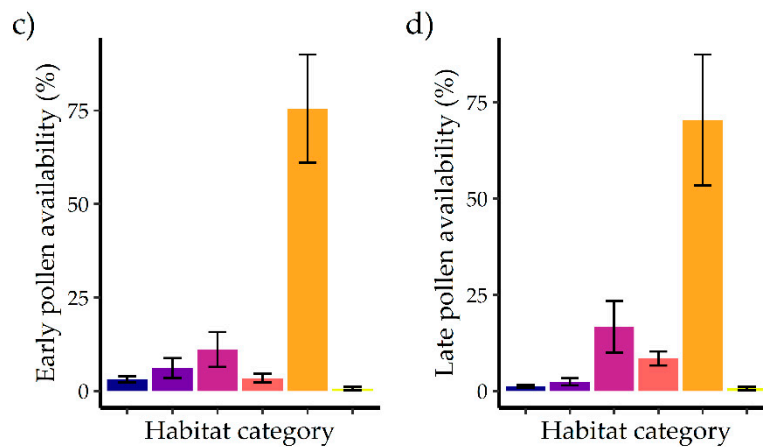 c)
Early pollen availability (%)
75
50
25
0
Habitat category
d)
Late pollen availability (%)
75
50
25
0
Habitat category